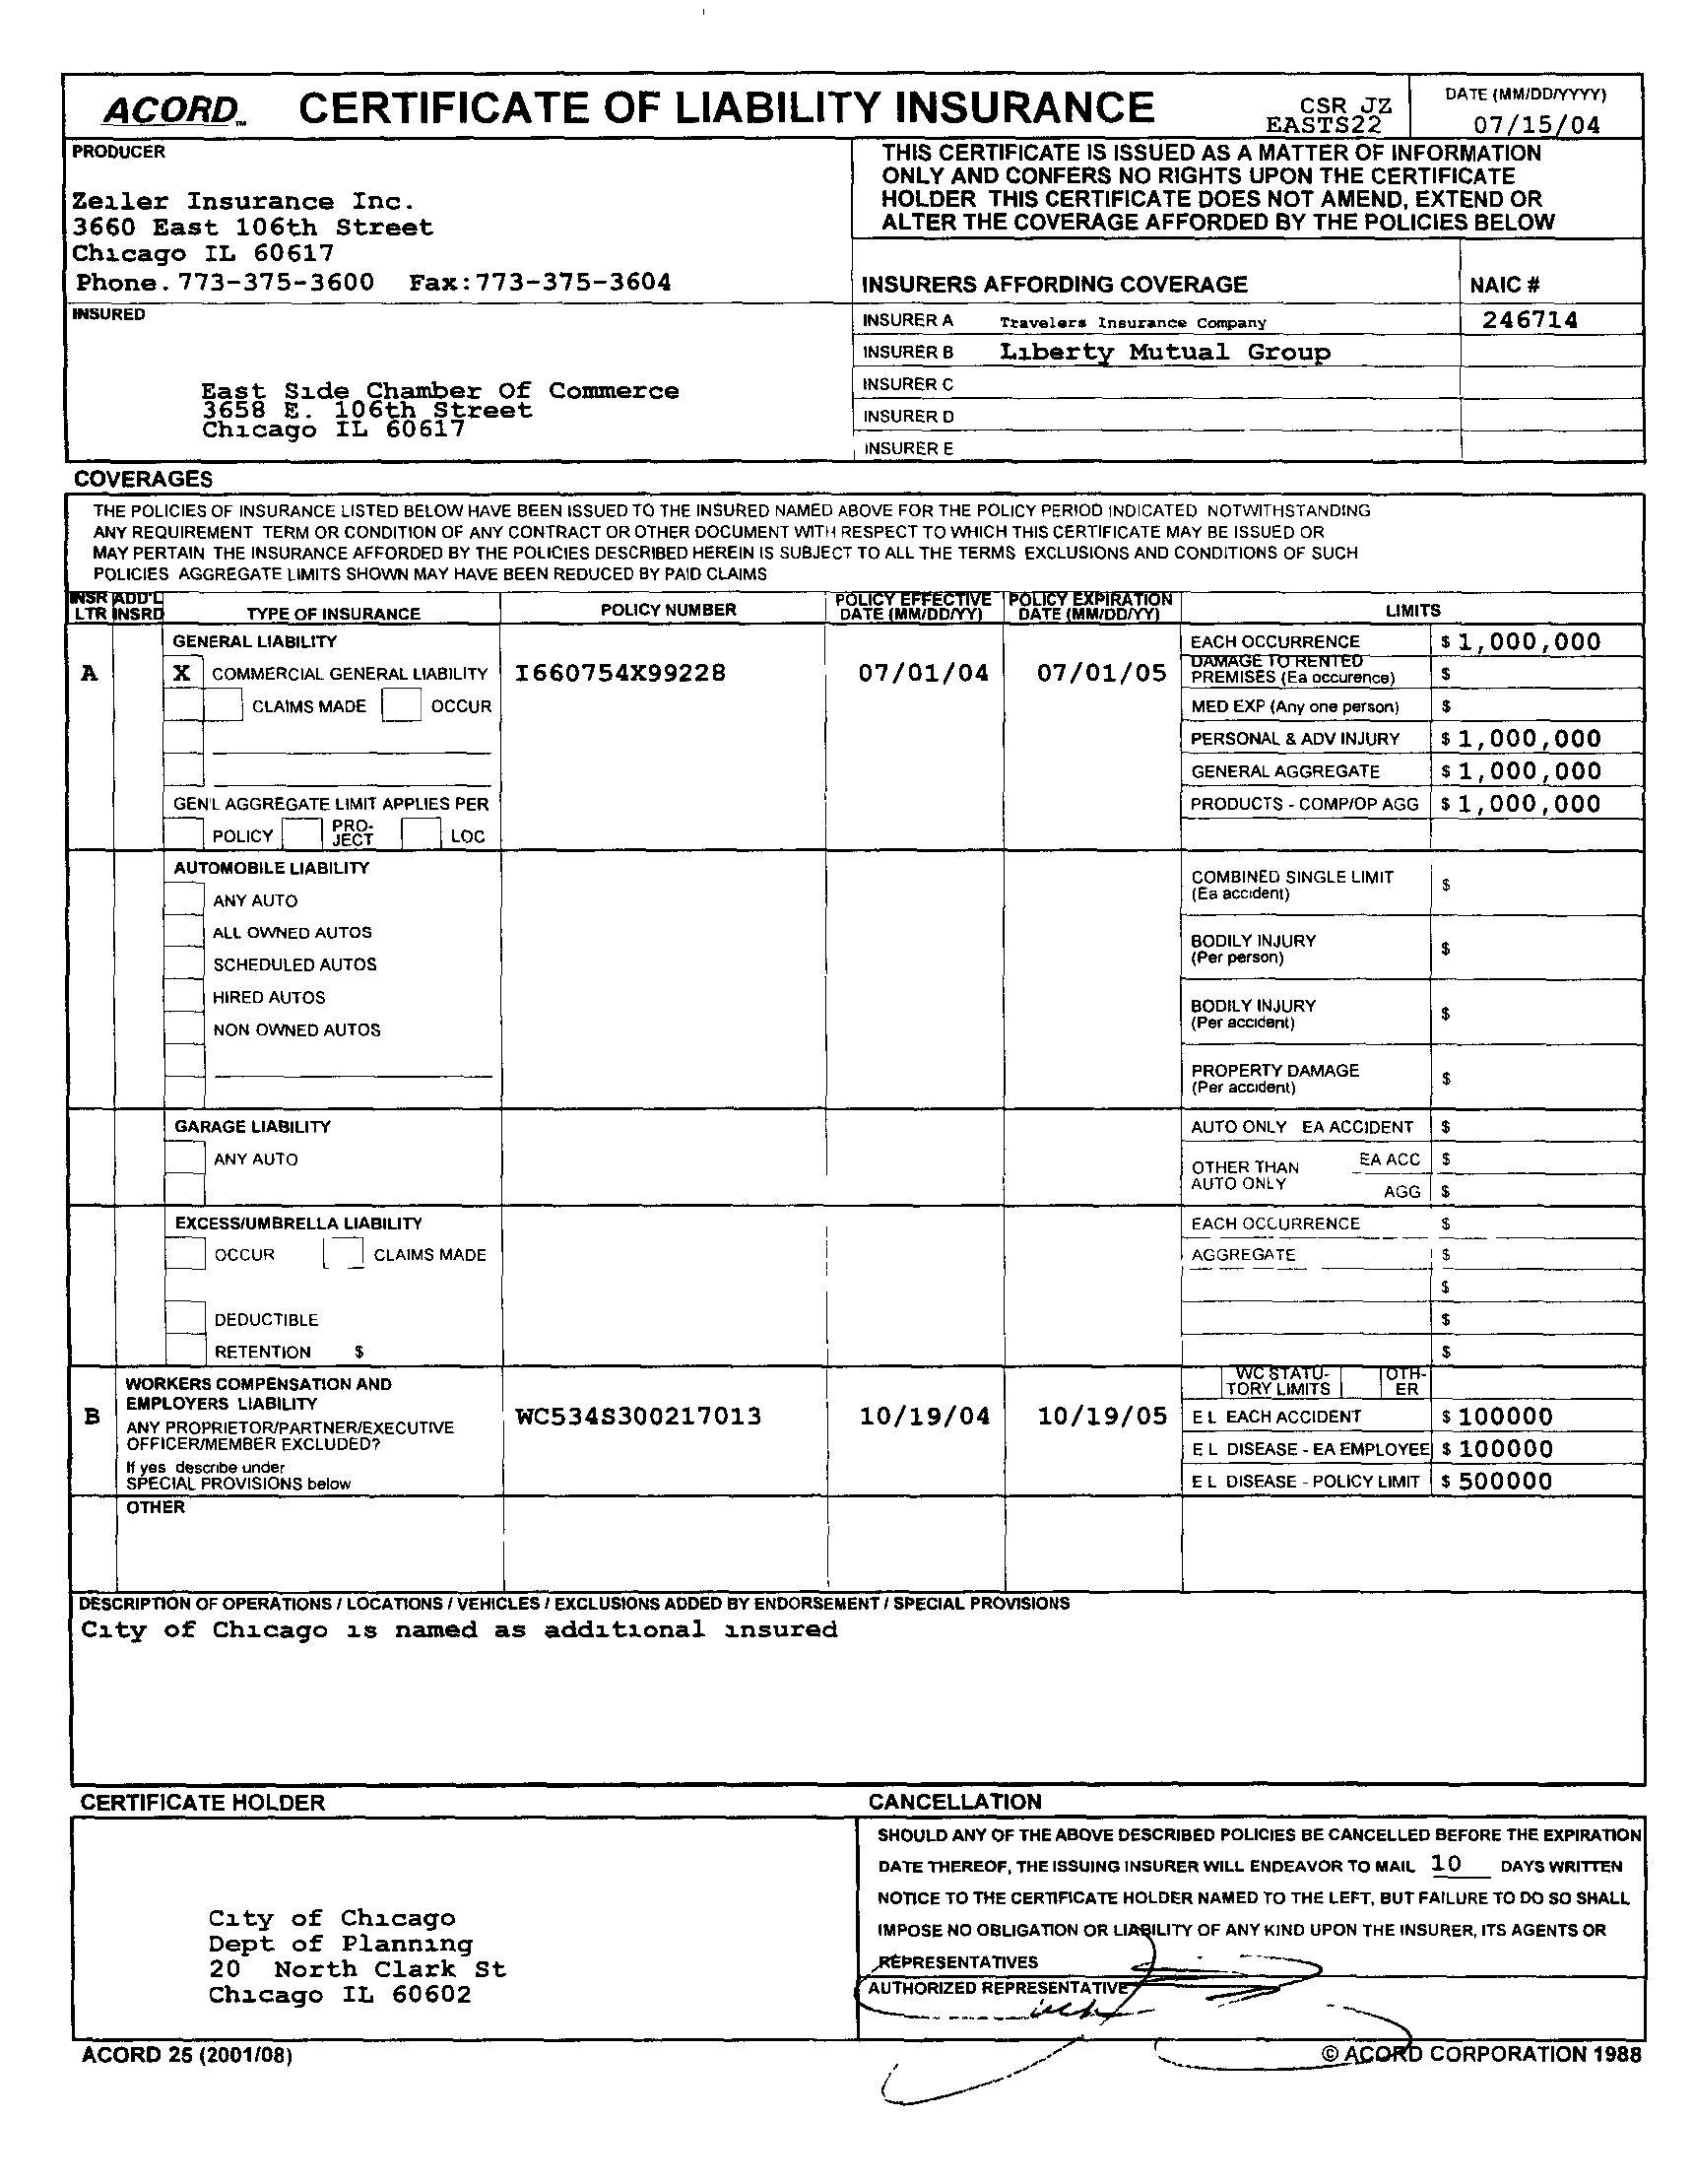 ACORD™ CERTIFICATE OF LIABILITY INSURANCE
CSR JZ
EASTS22
DATE (MM/DD/YYYY)
07/15/04
PRODUCER
Zeiler Insurance Inc.
3660 East 106th Street
Chicago IL 60617
Phone. 773-375-3600 Fax:773-375-3604
THIS CERTIFICATE IS ISSUED AS A MATTER OF INFORMATION
ONLY AND CONFERS NO RIGHTS UPON THE CERTIFICATE
HOLDER THIS CERTIFICATE DOES NOT AMEND, EXTEND OR
ALTER THE COVERAGE AFFORDED BY THE POLICIES BELOW
INSURERS AFFORDING COVERAGE
NAIC #
INSURED
East Side Chamber Of Commerce
3658 E. 106th Street
Chicago IL 60617
INSURER A Travelers Insurance Company 246714
INSURER B Liberty Mutual Group
INSURER C
INSURER D
INSURER E
COVERAGES
THE POLICIES OF INSURANCE LISTED BELOW HAVE BEEN ISSUED TO THE INSURED NAMED ABOVE FOR THE POLICY PERIOD INDICATED NOTWITHSTANDING
ANY REQUIREMENT TERM OR CONDITION OF ANY CONTRACT OR OTHER DOCUMENT WITH RESPECT TO WHICH THIS CERTIFICATE MAY BE ISSUED OR
MAY PERTAIN THE INSURANCE AFFORDED BY THE POLICIES DESCRIBED HEREIN IS SUBJECT TO ALL THE TERMS EXCLUSIONS AND CONDITIONS OF SUCH
POLICIES AGGREGATE LIMITS SHOWN MAY HAVE BEEN REDUCED BY PAID CLAIMS
INSR LTR
ADD'L INSRD
TYPE OF INSURANCE
POLICY NUMBER
POLICY EFFECTIVE DATE (MM/DD/YY)
POLICY EXPIRATION DATE (MM/DD/YY)
LIMITS
GENERAL LIABILITY
A X COMMERCIAL GENERAL LIABILITY I660754X99228 07/01/04 07/01/05
CLAIMS MADE OCCUR
GEN'L AGGREGATE LIMIT APPLIES PER
POLICY PRO-JECT LOC
EACH OCCURRENCE $ 1,000,000
DAMAGE TO RENTED
PREMISES (Ea occurence) $
MED EXP (Any one person) $
PERSONAL & ADV INJURY $ 1,000,000
GENERAL AGGREGATE $ 1,000,000
PRODUCTS - COMP/OP AGG $ 1,000,000
AUTOMOBILE LIABILITY
ANY AUTO
ALL OWNED AUTOS
SCHEDULED AUTOS
HIRED AUTOS
NON OWNED AUTOS
COMBINED SINGLE LIMIT
(Ea accident) $
BODILY INJURY
(Per person) $
BODILY INJURY
(Per accident) $
PROPERTY DAMAGE
(Per accident) $
GARAGE LIABILITY
ANY AUTO
AUTO ONLY EA ACCIDENT $
OTHER THAN
AUTO ONLY
EA ACC $
AGG $
EXCESS/UMBRELLA LIABILITY
OCCUR CLAIMS MADE
DEDUCTIBLE
RETENTION $
EACH OCCURRENCE $
AGGREGATE $
$
$
$
WORKERS COMPENSATION AND
EMPLOYERS LIABILITY
ANY PROPRIETOR/PARTNER/EXECUTIVE
OFFICER/MEMBER EXCLUDED?
If yes describe under
SPECIAL PROVISIONS below
B WC534S300217013 10/19/04 10/19/05
WC STATU-
TORY LIMITS
OTH-
ER
E L EACH ACCIDENT $ 100000
E L DISEASE - EA EMPLOYEE $ 100000
E L DISEASE - POLICY LIMIT $ 500000
OTHER
DESCRIPTION OF OPERATIONS / LOCATIONS / VEHICLES / EXCLUSIONS ADDED BY ENDORSEMENT / SPECIAL PROVISIONS
City of Chicago is named as additional insured
CERTIFICATE HOLDER
City of Chicago
Dept of Planning
20 North Clark St
Chicago IL 60602
CANCELLATION
SHOULD ANY OF THE ABOVE DESCRIBED POLICIES BE CANCELLED BEFORE THE EXPIRATION
DATE THEREOF, THE ISSUING INSURER WILL ENDEAVOR TO MAIL 10 DAYS WRITTEN
NOTICE TO THE CERTIFICATE HOLDER NAMED TO THE LEFT, BUT FAILURE TO DO SO SHALL
IMPOSE NO OBLIGATION OR LIABILITY OF ANY KIND UPON THE INSURER, ITS AGENTS OR
REPRESENTATIVES
AUTHORIZED REPRESENTATIVE
ACORD 25 (2001/08)
© ACORD CORPORATION 1988